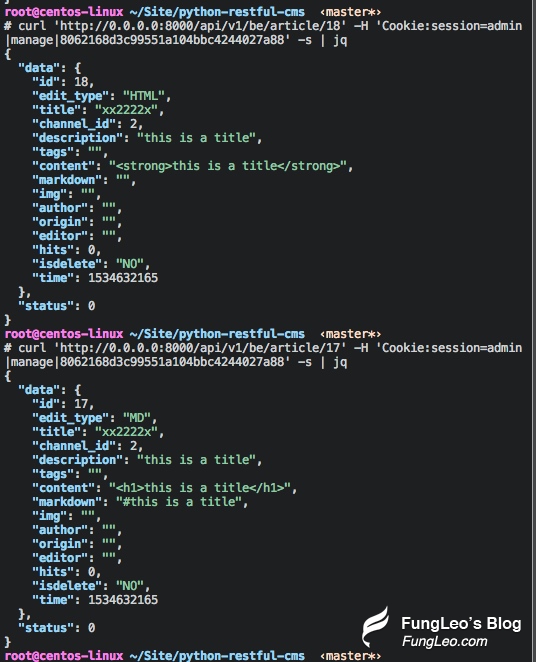 }
root@centos-linux ~/Site/python-restful-cms ‹master*›
# curl 'http://0.0.0.0:8000/api/v1/be/article/18' -H 'Cookie:session=admin
|manage|8062168d3c99551a104bbc4244027a88' -s | jq
{
  "data": {
    "id": 18,
    "edit_type": "HTML",
    "title": "xx2222x",
    "channel_id": 2,
    "description": "this is a title",
    "tags": "",
    "content": "<strong>this is a title</strong>",
    "markdown": "",
    "img": "",
    "author": "",
    "origin": "",
    "editor": "",
    "hits": 0,
    "isdelete": "NO",
    "time": 1534632165
  },
  "status": 0
}
root@centos-linux ~/Site/python-restful-cms ‹master*›
# curl 'http://0.0.0.0:8000/api/v1/be/article/17' -H 'Cookie:session=admin
|manage|8062168d3c99551a104bbc4244027a88' -s | jq
{
  "data": {
    "id": 17,
    "edit_type": "MD",
    "title": "xx2222x",
    "channel_id": 2,
    "description": "this is a title",
    "tags": "",
    "content": "<h1>this is a title</h1>",
    "markdown": "#this is a title",
    "img": "",
    "author": "",
    "origin": "",
    "editor": "",
    "hits": 0,
    "isdelete": "NO",
    "time": 1534632165
  },
  "status": 0
}
root@centos-linux ~/Site/python-restful-cms ‹master*›
FungLeo's Blog
FungLeo.com